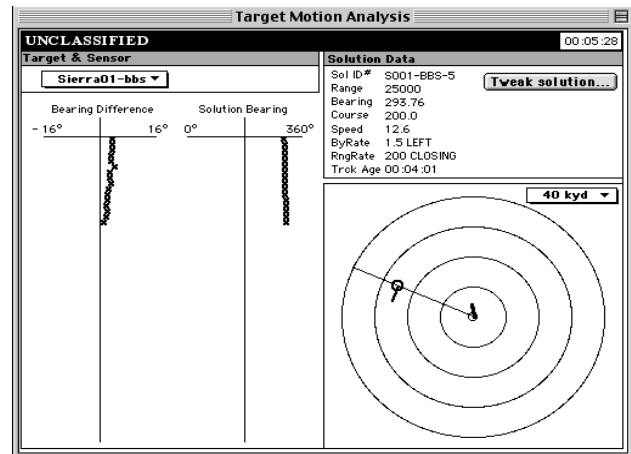 Target Motion Analysis
UNCLASSIFIED
00:05:28
Target & Sensor
Sierra01-bbs
Bearing Difference
Solution Bearing
- 16°
16°
0°
360°
Solution Data
Sol ID# S001-BBS-5
Range 25000
Bearing 293.76
Course 200.0
Speed 12.6
ByRate 1.5 LEFT
RngRate 200 CLOSING
Trck Age 00:04:01
Tweak solution...
40 kyd